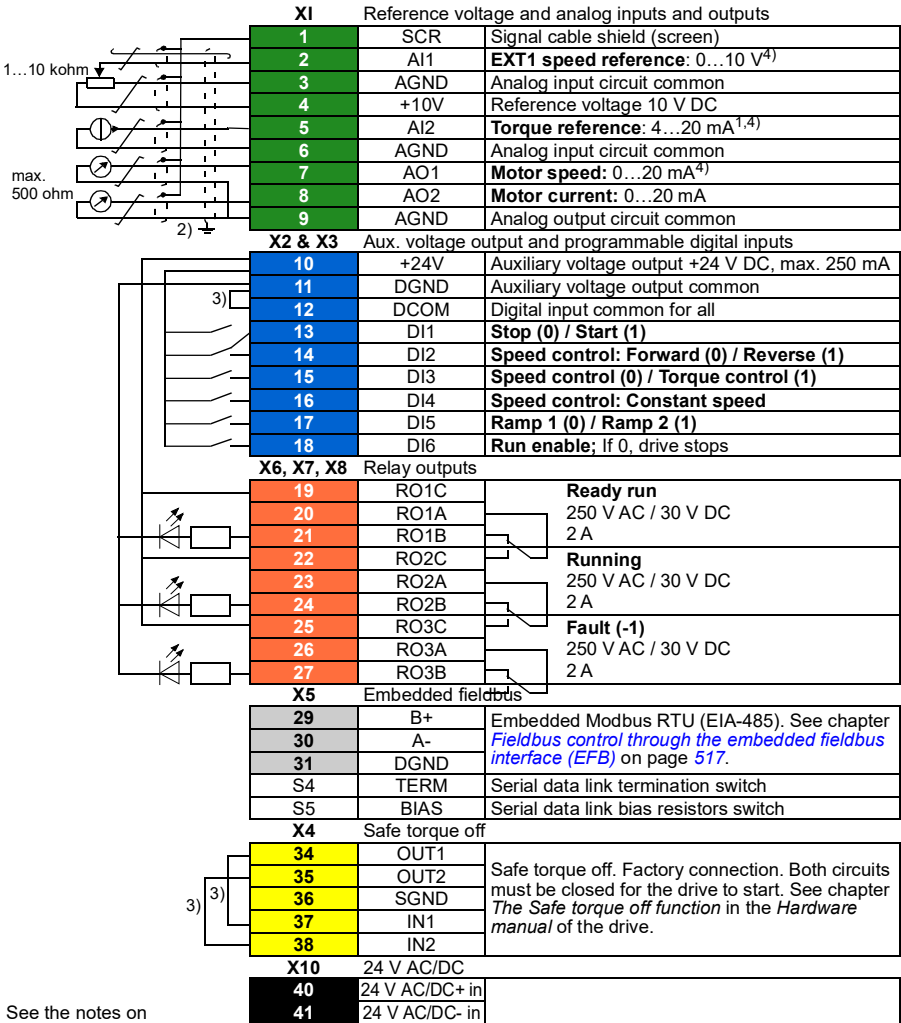 XI Reference voltage and analog inputs and outputs
1 SCR Signal cable shield (screen)
2 AI1 EXT1 speed reference: 0…10 V4)
1…10 kohm
3 AGND Analog input circuit common
4 +10V Reference voltage 10 V DC
5 AI2 Torque reference: 4…20 mA1,4)
6 AGND Analog input circuit common
7 AO1 Motor speed: 0…20 mA4)
max.
500 ohm
8 AO2 Motor current: 0…20 mA
9 AGND Analog output circuit common
2)
X2 & X3 Aux. voltage output and programmable digital inputs
10 +24V Auxiliary voltage output +24 V DC, max. 250 mA
11 DGND Auxiliary voltage output common
3)
12 DCOM Digital input common for all
13 DI1 Stop (0) / Start (1)
14 DI2 Speed control: Forward (0) / Reverse (1)
15 DI3 Speed control (0) / Torque control (1)
16 DI4 Speed control: Constant speed
17 DI5 Ramp 1 (0) / Ramp 2 (1)
18 DI6 Run enable; If 0, drive stops
X6, X7, X8 Relay outputs
19 RO1C Ready run
20 RO1A 250 V AC / 30 V DC
21 RO1B 2 A
22 RO2C Running
23 RO2A 250 V AC / 30 V DC
24 RO2B 2 A
25 RO3C Fault (-1)
26 RO3A 250 V AC / 30 V DC
27 RO3B 2 A
X5 Embedded fieldbus
29 B+
30 A-
31 DGND
Embedded Modbus RTU (EIA-485). See chapter
Fieldbus control through the embedded fieldbus
interface (EFB) on page 517.
S4 TERM Serial data link termination switch
S5 BIAS Serial data link bias resistors switch
X4 Safe torque off
34 OUT1
35 OUT2
36 SGND
37 IN1
38 IN2
3)
3)
Safe torque off. Factory connection. Both circuits
must be closed for the drive to start. See chapter
The Safe torque off function in the Hardware
manual of the drive.
X10 24 V AC/DC
40 24 V AC/DC+ in
41 24 V AC/DC- in
See the notes on